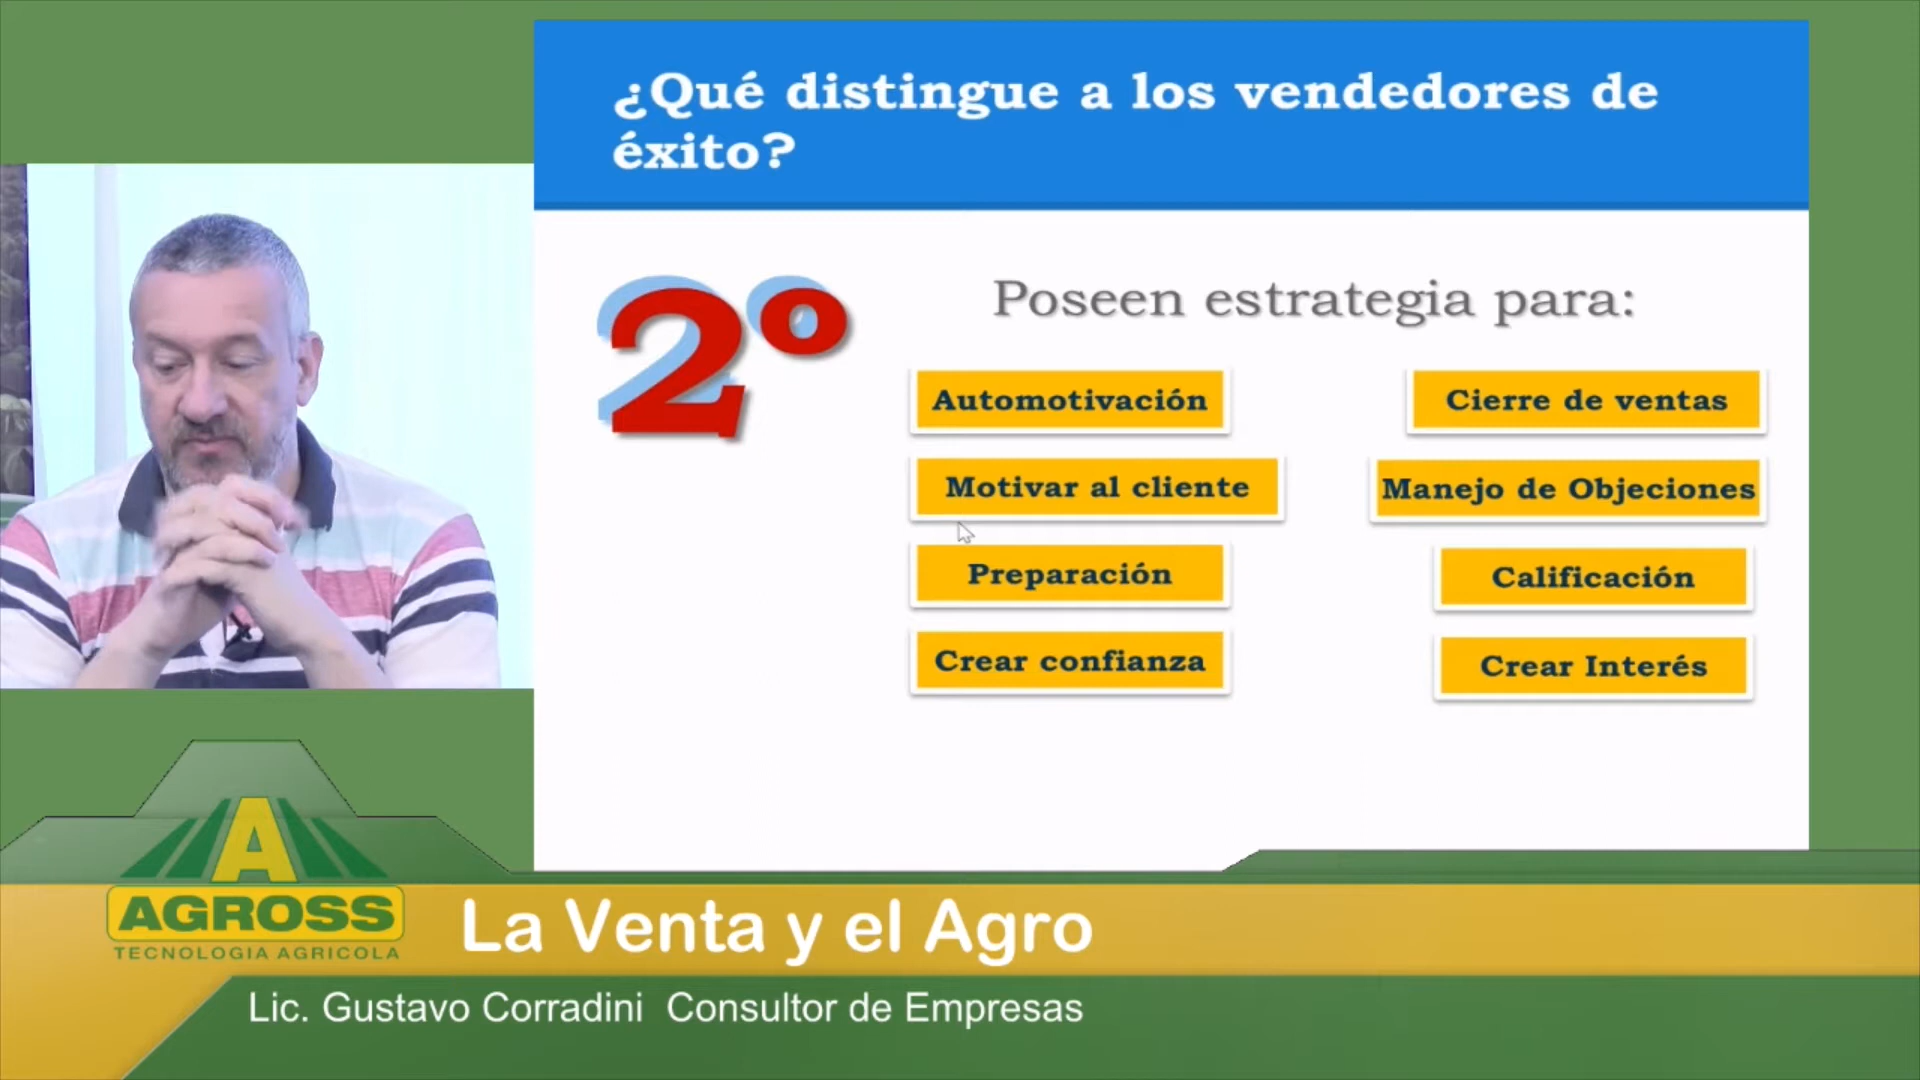 ¿Qué distingue a los vendedores de
éxito?
2º
Poseen estrategia para:
Automotivación
Cierre de ventas
Motivar al cliente
Manejo de Objeciones
Preparación
Calificación
Crear confianza
Crear Interés
A
AGROSS
TECNOLOGIA AGRICOLA
La Venta y el Agro
Lic. Gustavo Corradini Consultor de Empresas